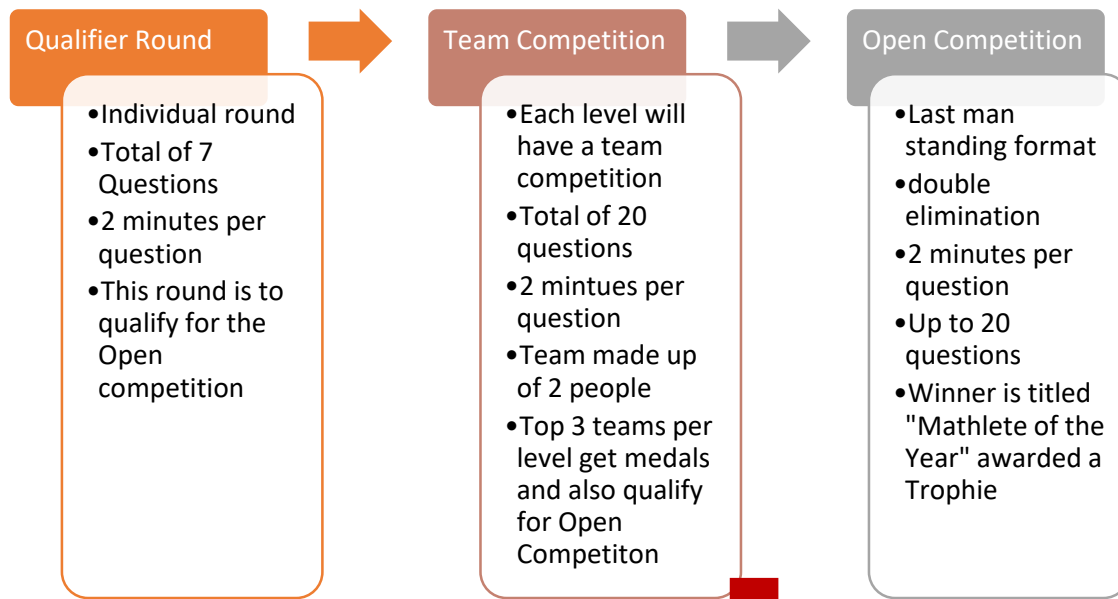 Qualifier Round
•Individual round
•Total of 7
Questions
•2 minutes per
question
•This round is to
qualify for the
Open
competition
Team Competition
•Each level will
have a team
competition
•Total of 20
questions
•2 mintues per
question
•Team made up
of 2 people
•Top 3 teams per
level get medals
and also qualify
for Open
Competiton
Open Competition
•Last man
standing format
•double
elimination
•2 minutes per
question
•Up to 20
questions
•Winner is titled
"Mathlete of the
Year" awarded a
Trophie